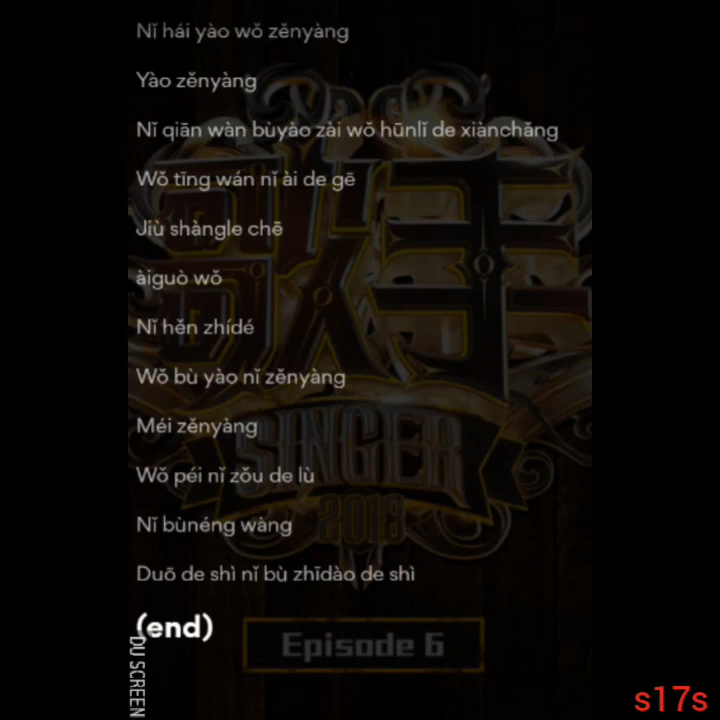 Nǐ hái yào wǒ zěnyàng
Yào zěnyàng
Nǐ qiān wàn bùyào zài wǒ hūnlǐ de xiànchǎng
Wǒ tīng wán nǐ ài de gē
Jiù shàngle chē
àiguò wǒ
Nǐ hěn zhídé
Wǒ bù yào nǐ zěnyàng
Méi zěnyàng
Wǒ péi nǐ zǒu de lù
Nǐ bùnéng wàng
Duō de shì nǐ bù zhīdào de shì
(end)
歌手
SINGER
2018
Episode 6
DU SCREEN
s17s